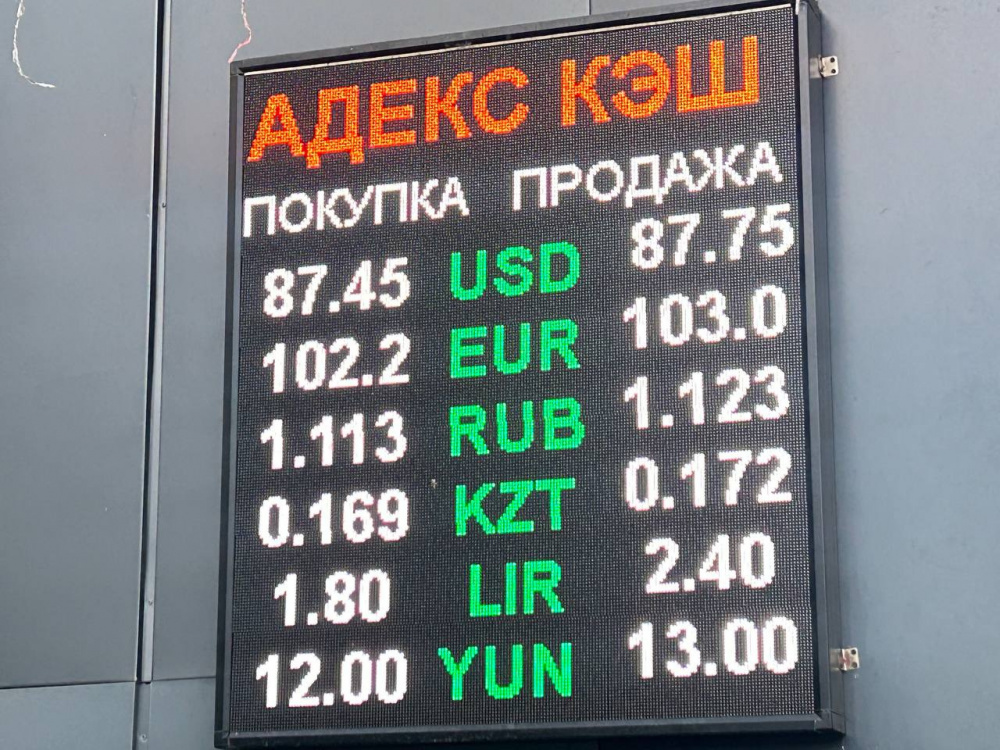 АДЕКС КЭШ
ПОКУПКА ПРОДАЖА
87.45 USD 87.75
102.2 EUR 103.0
1.113 RUB 1.123
0.169 KZT 0.172
1.80 LIR 2.40
12.00 YUN 13.00